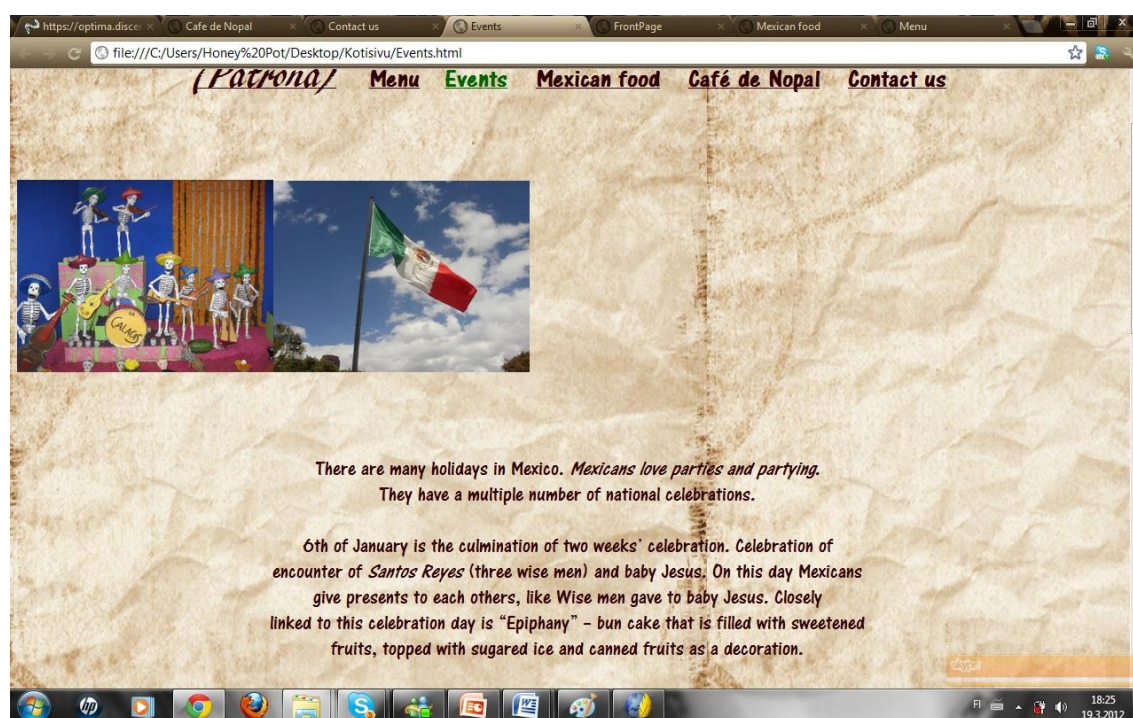 https://optima.discer
Cafe de Nopal
Contact us
Events
FrontPage
Mexican food
Menu
file:///C:/Users/Honey%20Pot/Desktop/Kotisivu/Events.html
(Patrona) Menu Events Mexican food Café de Nopal Contact us
CALACAS
There are many holidays in Mexico. Mexicans love parties and partying.
They have a multiple number of national celebrations.
6th of January is the culmination of two weeks' celebration. Celebration of
encounter of Santos Reyes (three wise men) and baby Jesus. On this day Mexicans
give presents to each others, like Wise men gave to baby Jesus. Closely
linked to this celebration day is “Epiphany” – bun cake that is filled with sweetened
fruits, topped with sugared ice and canned fruits as a decoration.
skype
hp
FI
18:25
19.3.2012